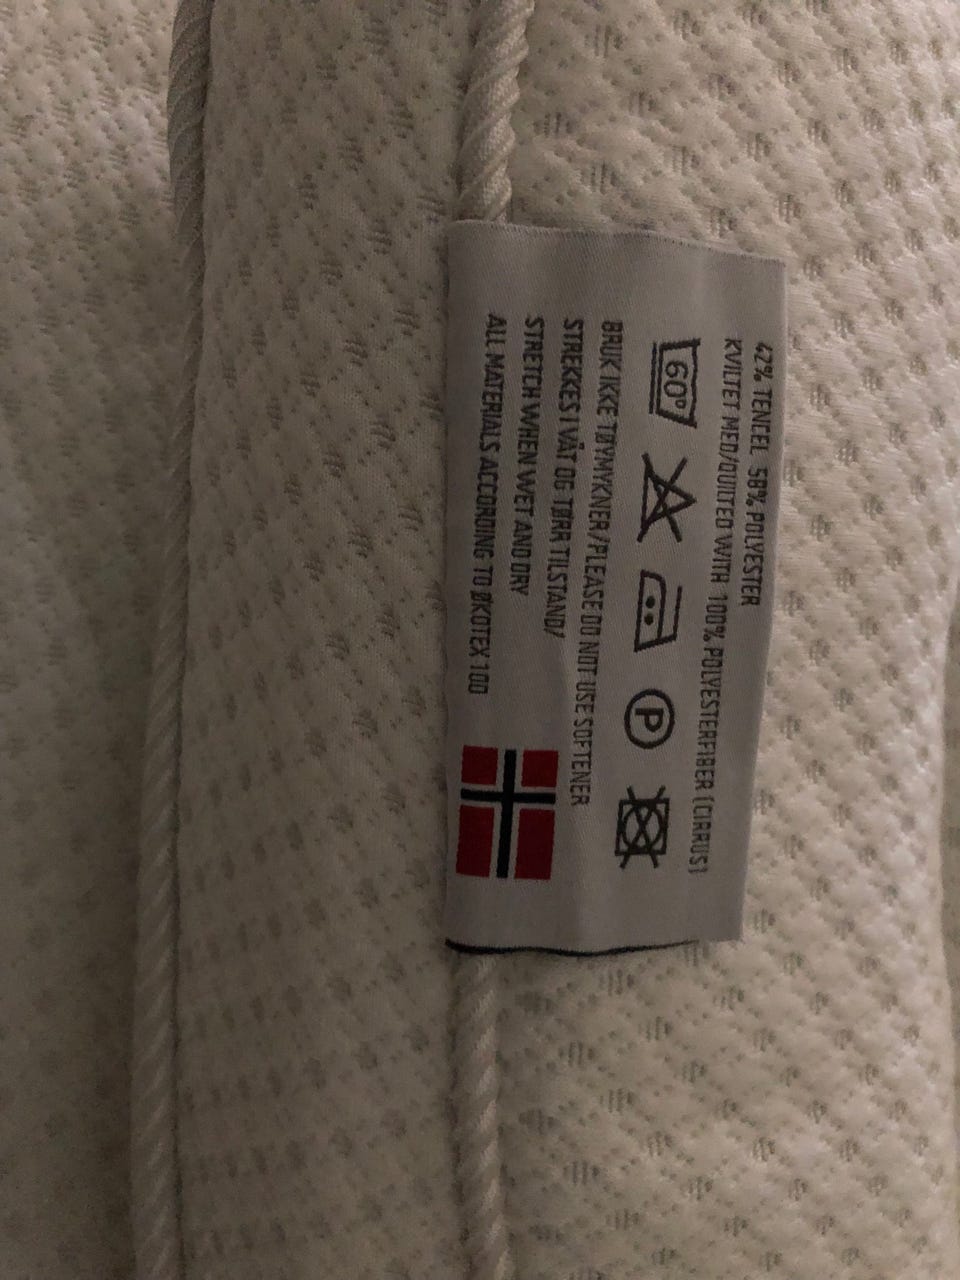 42% TENCEL 58% POLYESTER
KVILTET MED/QUILTED WITH 100% POLYESTERFIBER (CIRRUS)
60° P
BRUK IKKE TØYMYKNER/PLEASE DO NOT USE SOFTENER
STREKKES I VÅT OG TØRR TILSTAND/
STRETCH WHEN WET AND DRY
ALL MATERIALS ACCORDING TO ØKOTEX 100